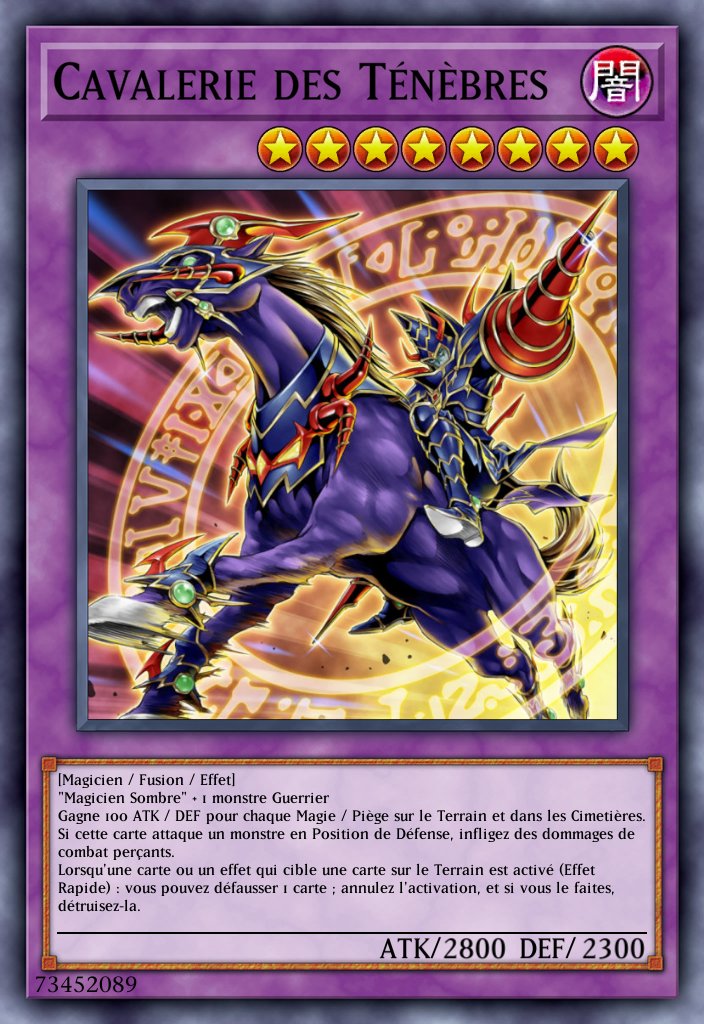 Cavalerie des Ténèbres
闇
[Magicien / Fusion / Effet]
"Magicien Sombre" + 1 monstre Guerrier
Gagne 100 ATK / DEF pour chaque Magie / Piège sur le Terrain et dans les Cimetières.
Si cette carte attaque un monstre en Position de Défense, infligez des dommages de
combat perçants.
Lorsqu'une carte ou un effet qui cible une carte sur le Terrain est activé (Effet
Rapide) : vous pouvez défausser 1 carte ; annulez l'activation, et si vous le faites,
détruisez-la.
ATK/2800 DEF/2300
73452089